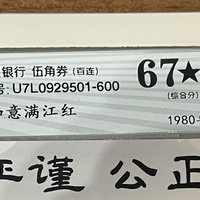 银行 伍角券 (百连)
号: U7L0929501-600
意满江红
67★
(综合分)
1980
严谨 公正